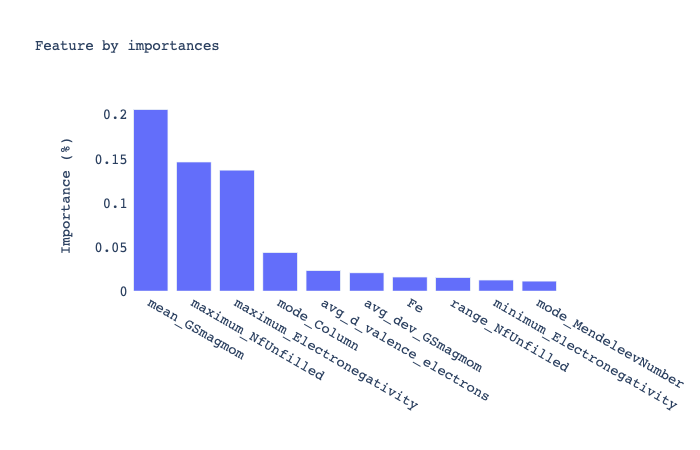 Feature by importances
Importance (%)
0.2
0.15
0.1
0.05
0
mean_GSmagmom
maximum_NfUnfilled
maximum_Electronegativity
mode_Column
avg_d_valence_electrons
avg_dev_GSmagmom
Fe
range_NfUnfilled
minimum_Electronegativity
mode_MendeleevNumber